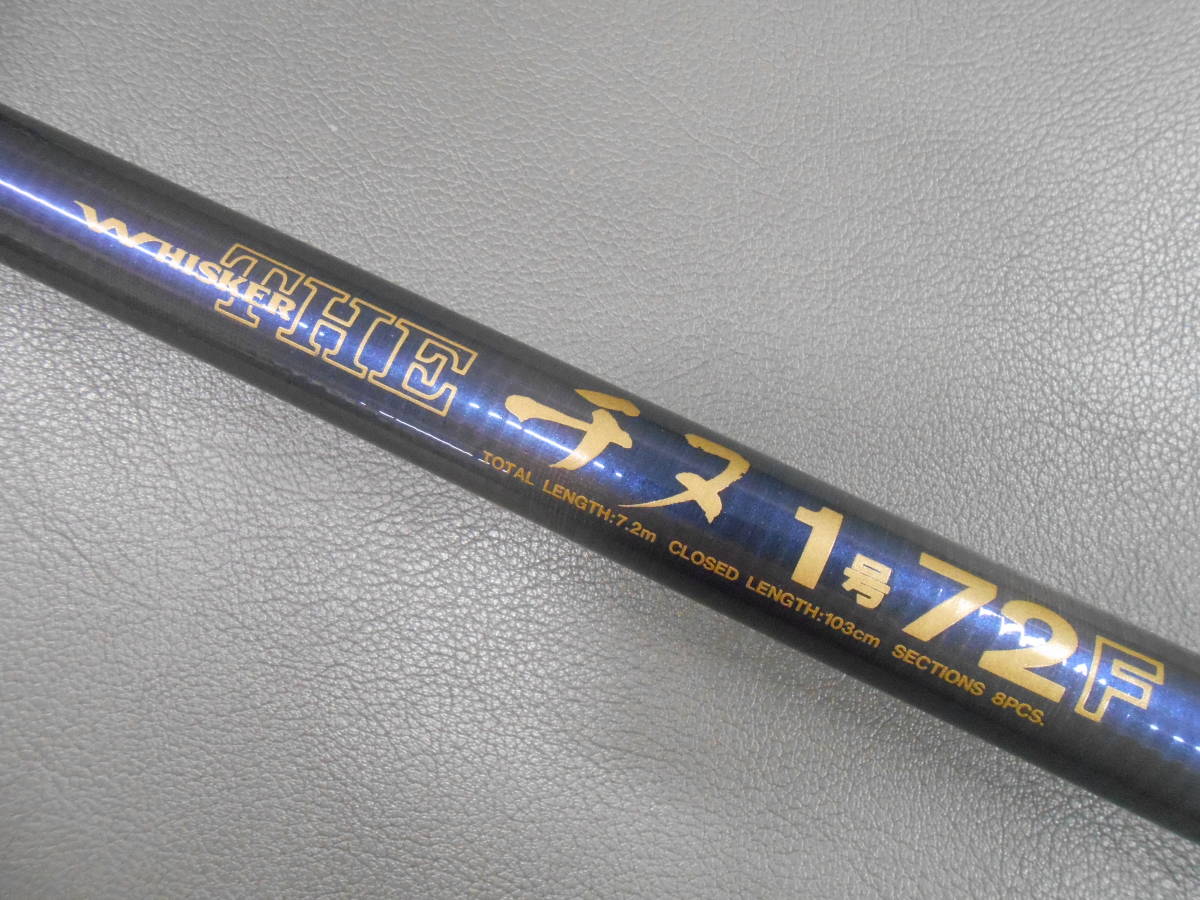 WHISKER
THE チヌ 1号 72F
TOTAL LENGTH:7.2m CLOSED LENGTH:103cm SECTIONS 8PCS.